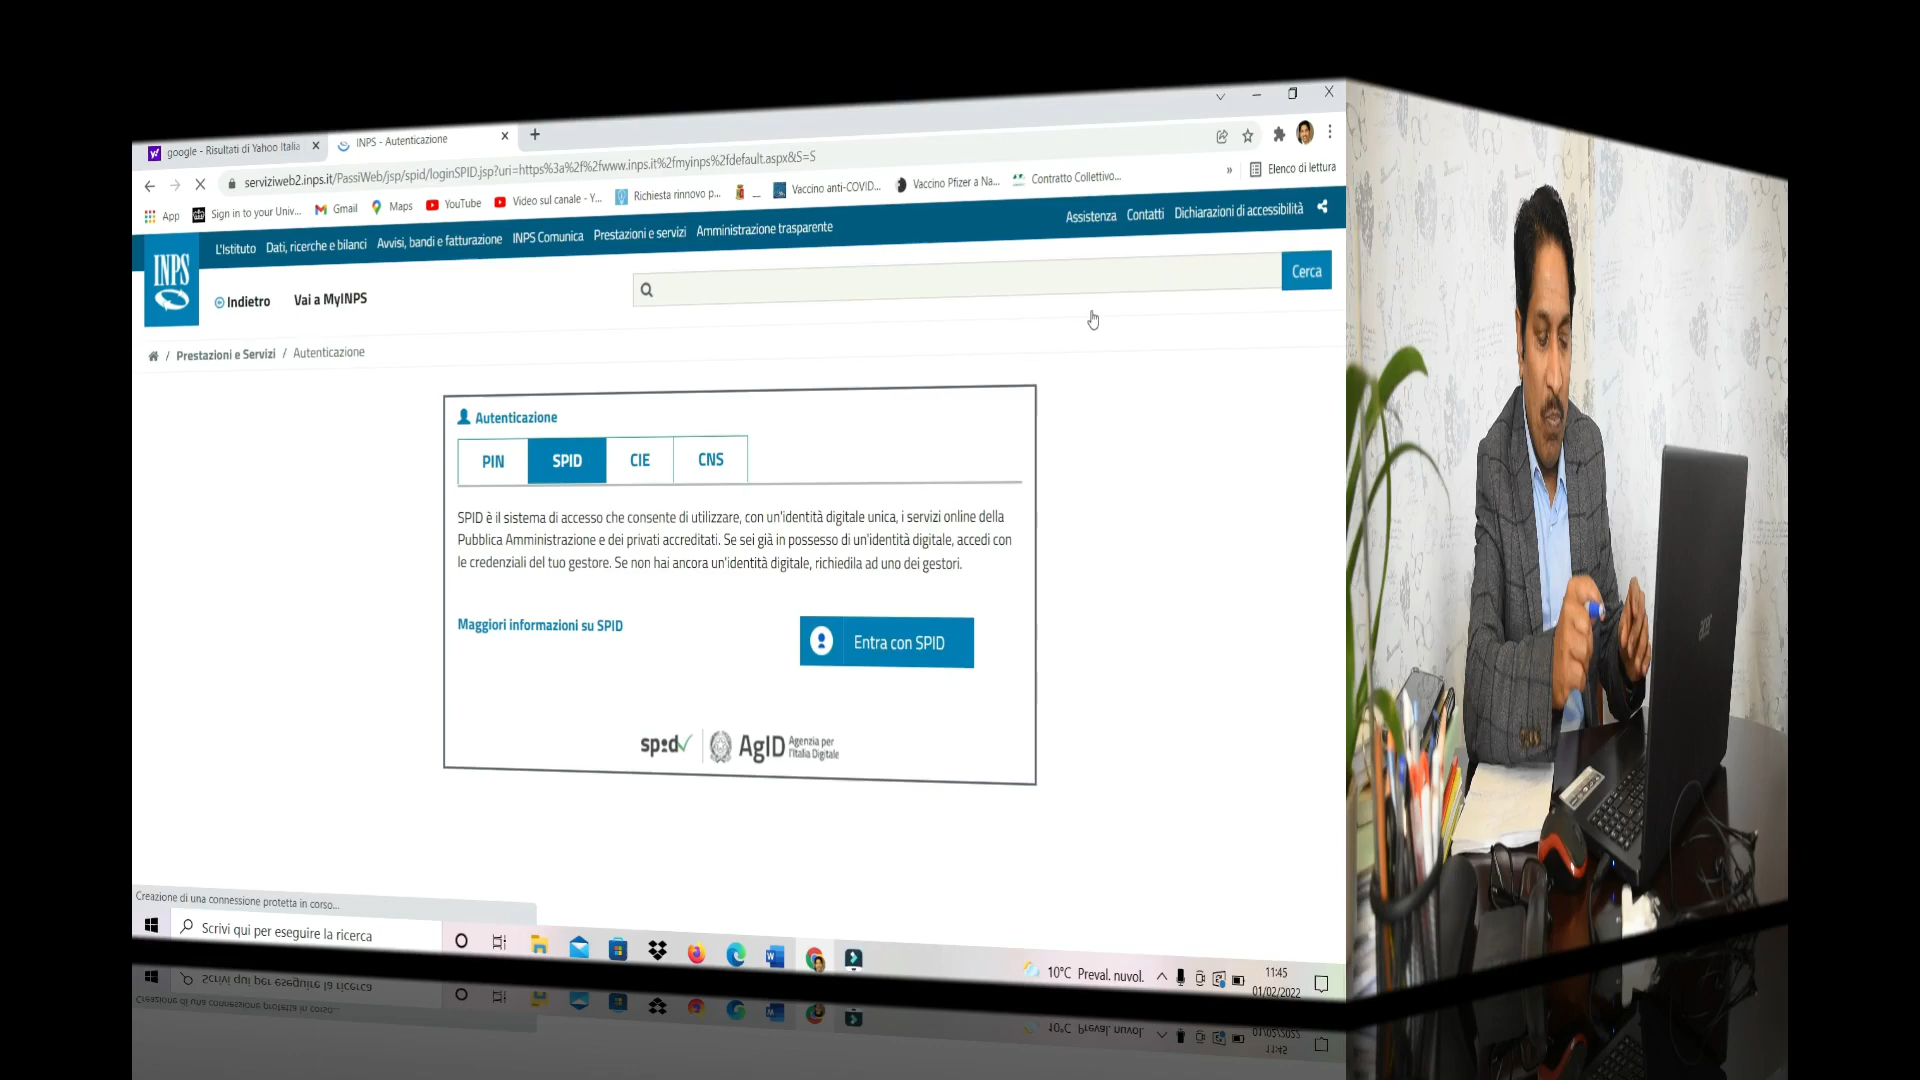 google - Risultati di Yahoo Italia
INPS - Autenticazione
serviziweb2.inps.it/PassiWeb/jsp/spid/loginSPID.jsp?uri=https%3a%2f%2fwww.inps.it%2fmyinps%2fdefault.aspx&S=S
App
Sign in to your Univ...
Gmail
Maps
YouTube
Video sul canale - Y...
Richiesta rinnovo p...
...
Vaccino anti-COVID...
Vaccino Pfizer a Na...
Contratto Collettivo...
»
Elenco di lettura
L'Istituto
Dati, ricerche e bilanci
Avvisi, bandi e fatturazione
INPS Comunica
Prestazioni e servizi
Amministrazione trasparente
Assistenza
Contatti
Dichiarazioni di accessibilità
INPS
Indietro
Vai a MyINPS
Cerca
/ Prestazioni e Servizi / Autenticazione
Autenticazione
PIN
SPID
CIE
CNS
SPID è il sistema di accesso che consente di utilizzare, con un'identità digitale unica, i servizi online della
Pubblica Amministrazione e dei privati accreditati. Se sei già in possesso di un'identità digitale, accedi con
le credenziali del tuo gestore. Se non hai ancora un'identità digitale, richiedila ad uno dei gestori.
Maggiori informazioni su SPID
Entra con SPID
spid
AgID Agenzia per
l'Italia Digitale
Creazione di una connessione protetta in corso...
Scrivi qui per eseguire la ricerca
10°C Preval. nuvol.
11:45
01/02/2022
acer